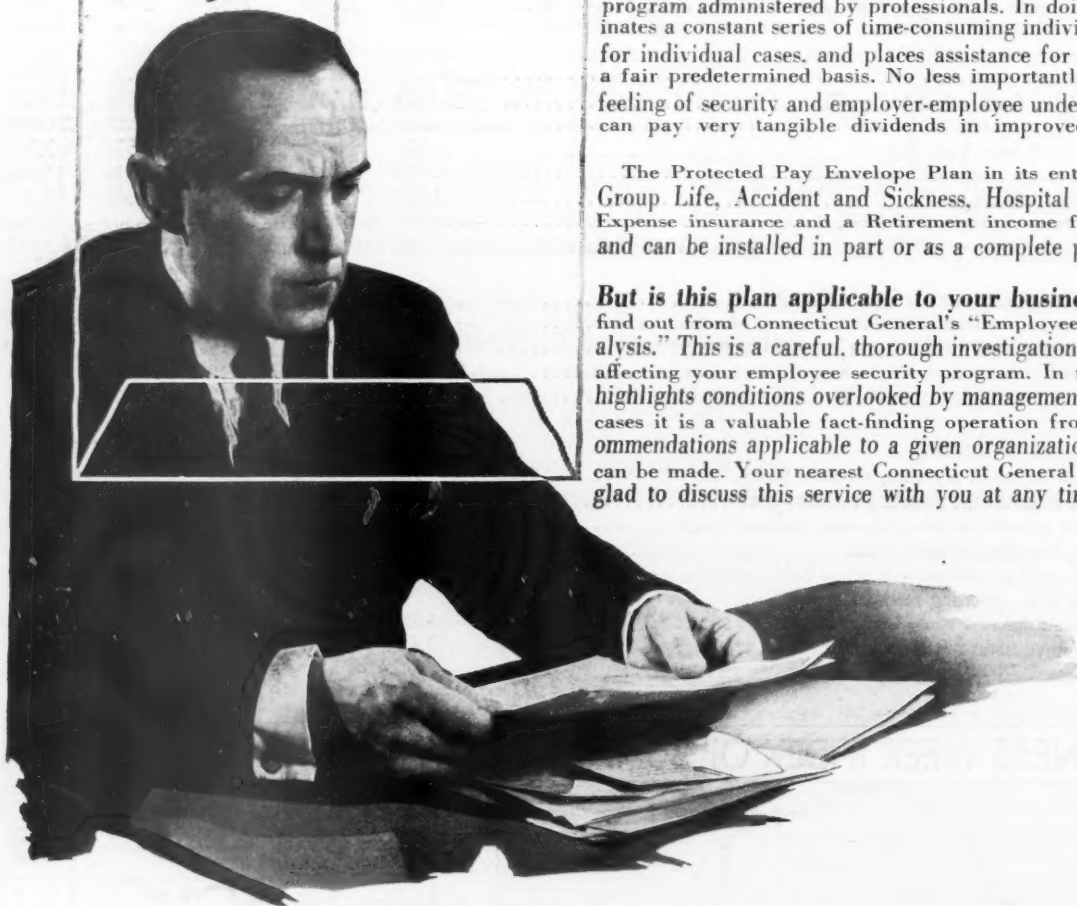 program administered by professionals. In doi
inates a constant series of time-consuming indivi
for individual cases, and places assistance for
a fair predetermined basis. No less importantl
feeling of security and employer-employee unde
can pay very tangible dividends in improve
The Protected Pay Envelope Plan in its ent
Group Life, Accident and Sickness, Hospital
Expense insurance and a Retirement income f
and can be installed in part or as a complete p
But is this plan applicable to your busine
find out from Connecticut General's “Employee
alysis.” This is a careful, thorough investigation
affecting your employee security program. In
highlights conditions overlooked by managemen
cases it is a valuable fact-finding operation fro
ommendations applicable to a given organizatio
can be made. Your nearest Connecticut General
glad to discuss this service with you at any ti